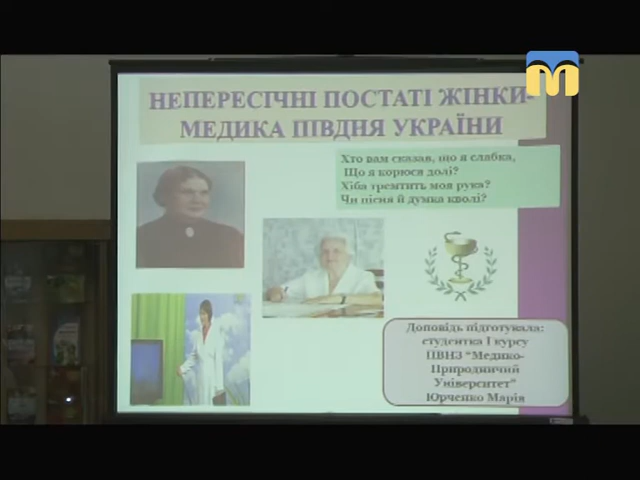 НЕПЕРЕСІЧНІ ПОСТАТІ ЖІНКИ-
МЕДИКА ПІВДНЯ УКРАЇНИ
Хто вам сказав, що я слабка,
Що я корюся долі?
Хіба тремтить моя рука?
Чи пісня й думка кволі?
Доповідь підготувала:
студентка І курсу
ПВНЗ “Медико-
Природничий
Університет”
Юрченко Марія